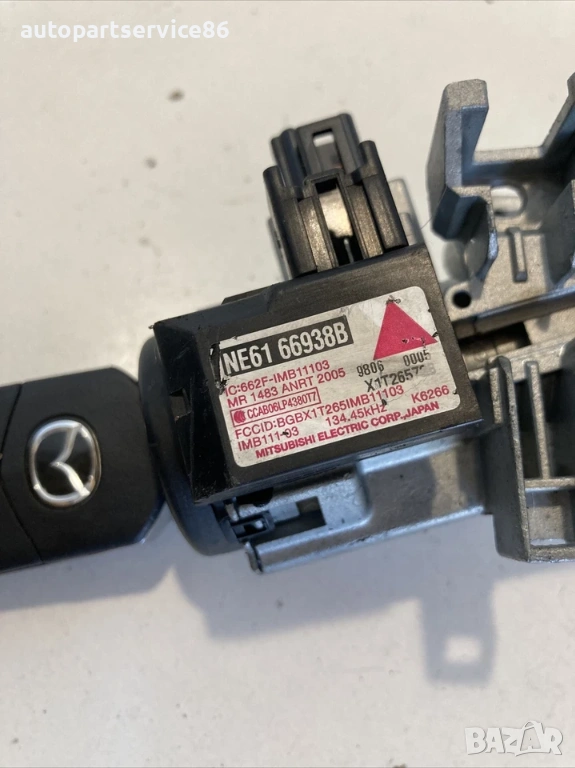 autopartservice86
NE61 66938B
IC:662F-IMB11103
MR 1483 ANRT 2005
9806 0005
CCAB06LP4380T7
FCCID:BGBX1T265IMB11103
134.45kHz K6266
MITSUBISHI ELECTRIC CORP.,JAPAN
BAZAR